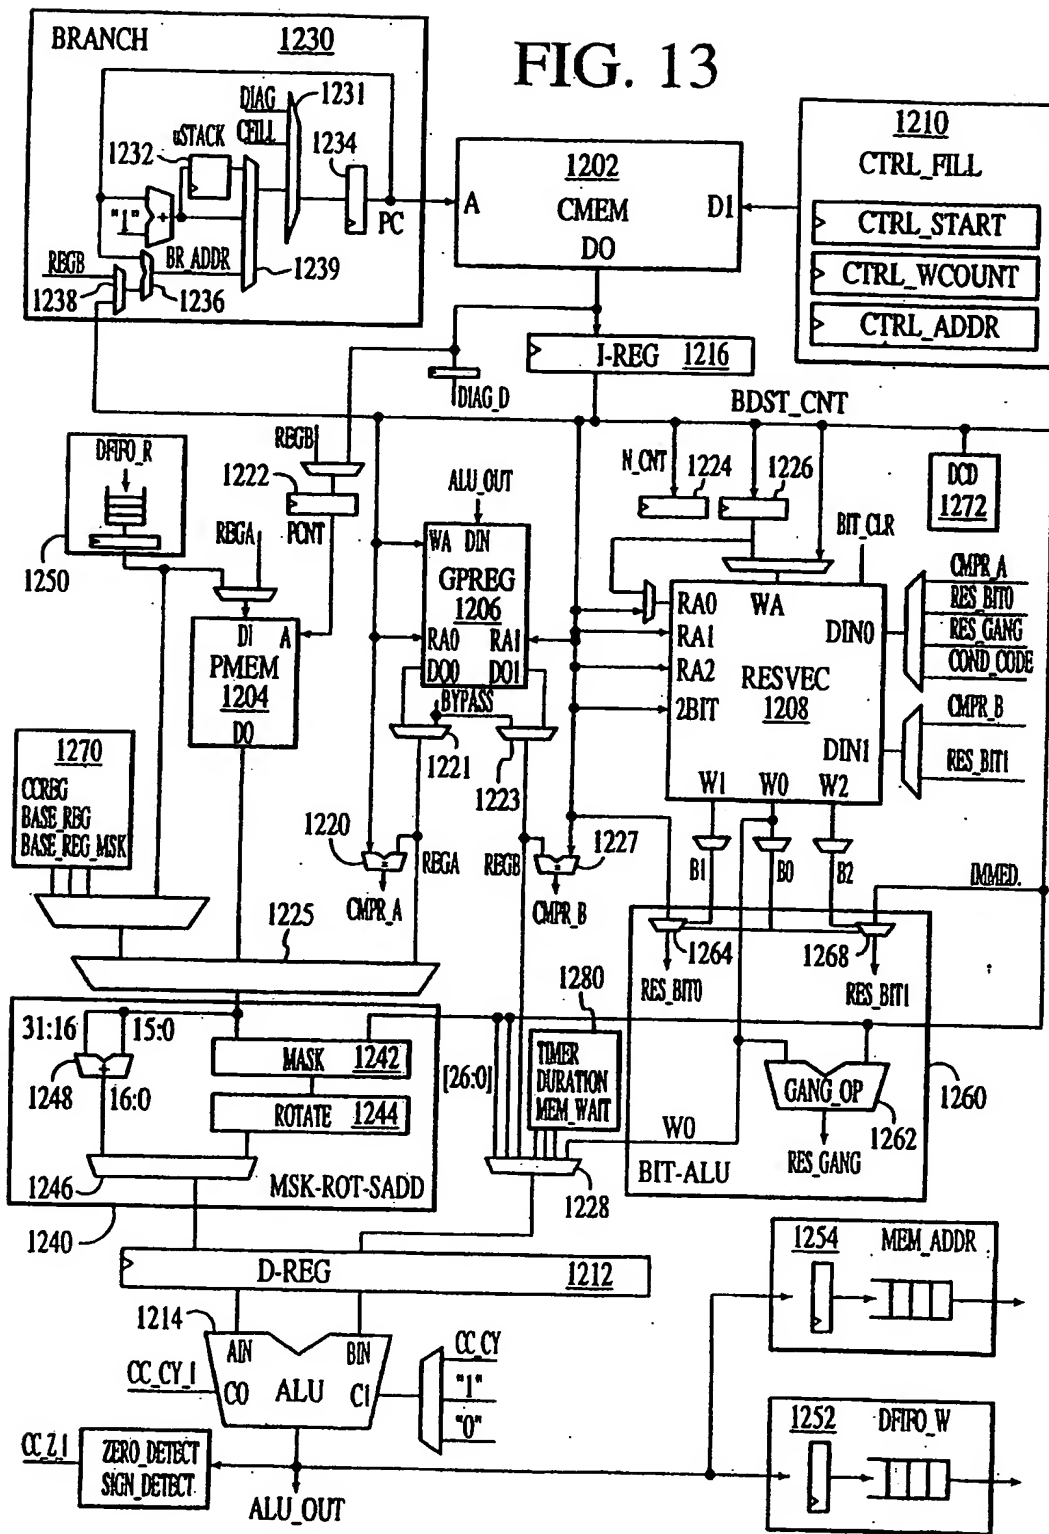 FIG. 13
BRANCH 1230
DIAG
CFILL
1231
uSTACK
1232
1234
"1"
+
PC
REGB
BR_ADDR
1239
1238
1236
1202
CMEM
A
DI
DO
1210
CTRL_FILL
CTRL_START
CTRL_WCOUNT
CTRL_ADDR
I-REG 1216
DIAG_D
BDST_CNT
DFIFO_R
1250
REGB
1222
PCNT
REGA
ALU_OUT
N_CNT
1224
1226
DCD
1272
BIT_CLR
WA DIN
GPREG
1206
RA0 RA1
DO0 DO1
BYPASS
1221
1223
DI A
PMEM
1204
DO
RA0
WA
DIN0
RA1
RA2
RESVEC
1208
2BIT
DIN1
W1 W0 W2
CMPR_A
RES_BIT0
RES_GANG
COND_CODE
CMPR_B
RES_BIT1
1270
CCREG
BASE_REG
BASE_REG_MSK
1220
=
REGA
CMPR_A
REGB
=
1227
CMPR_B
B1
B0
B2
IMMED.
1225
1264
1268
RES_BIT0
RES_BIT1
31:16
15:0
1248
+
16:0
MASK 1242
ROTATE 1244
1246
MSK-ROT-SADD
1240
[26:0]
1280
TIMER
DURATION
MEM_WAIT
W0
1228
GANG_OP
1262
RES_GANG
BIT-ALU
1260
D-REG 1212
1214
AIN BIN
CO ALU CI
CC_CY_I
CC_CY
"1"
"0"
CC_Z_I
ZERO_DETECT
SIGN_DETECT
ALU_OUT
1254 MEM_ADDR
1252 DFIFO_W